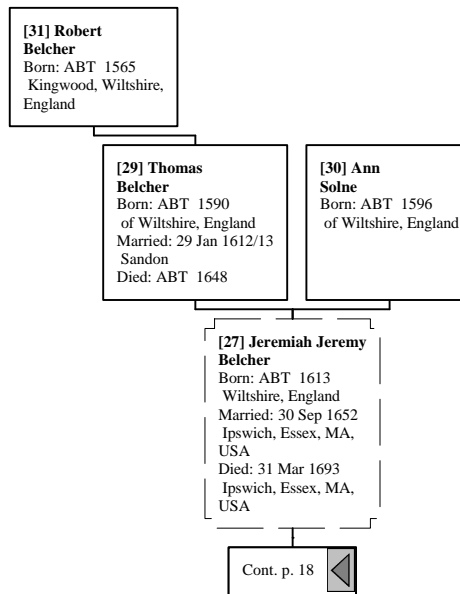 [31] Robert
Belcher
Born: ABT 1565
Kingwood, Wiltshire,
England
[29] Thomas
Belcher
Born: ABT 1590
of Wiltshire, England
Married: 29 Jan 1612/13
Sandon
Died: ABT 1648
[30] Ann
Solne
Born: ABT 1596
of Wiltshire, England
[27] Jeremiah Jeremy
Belcher
Born: ABT 1613
Wiltshire, England
Married: 30 Sep 1652
Ipswich, Essex, MA,
USA
Died: 31 Mar 1693
Ipswich, Essex, MA,
USA
Cont. p. 18